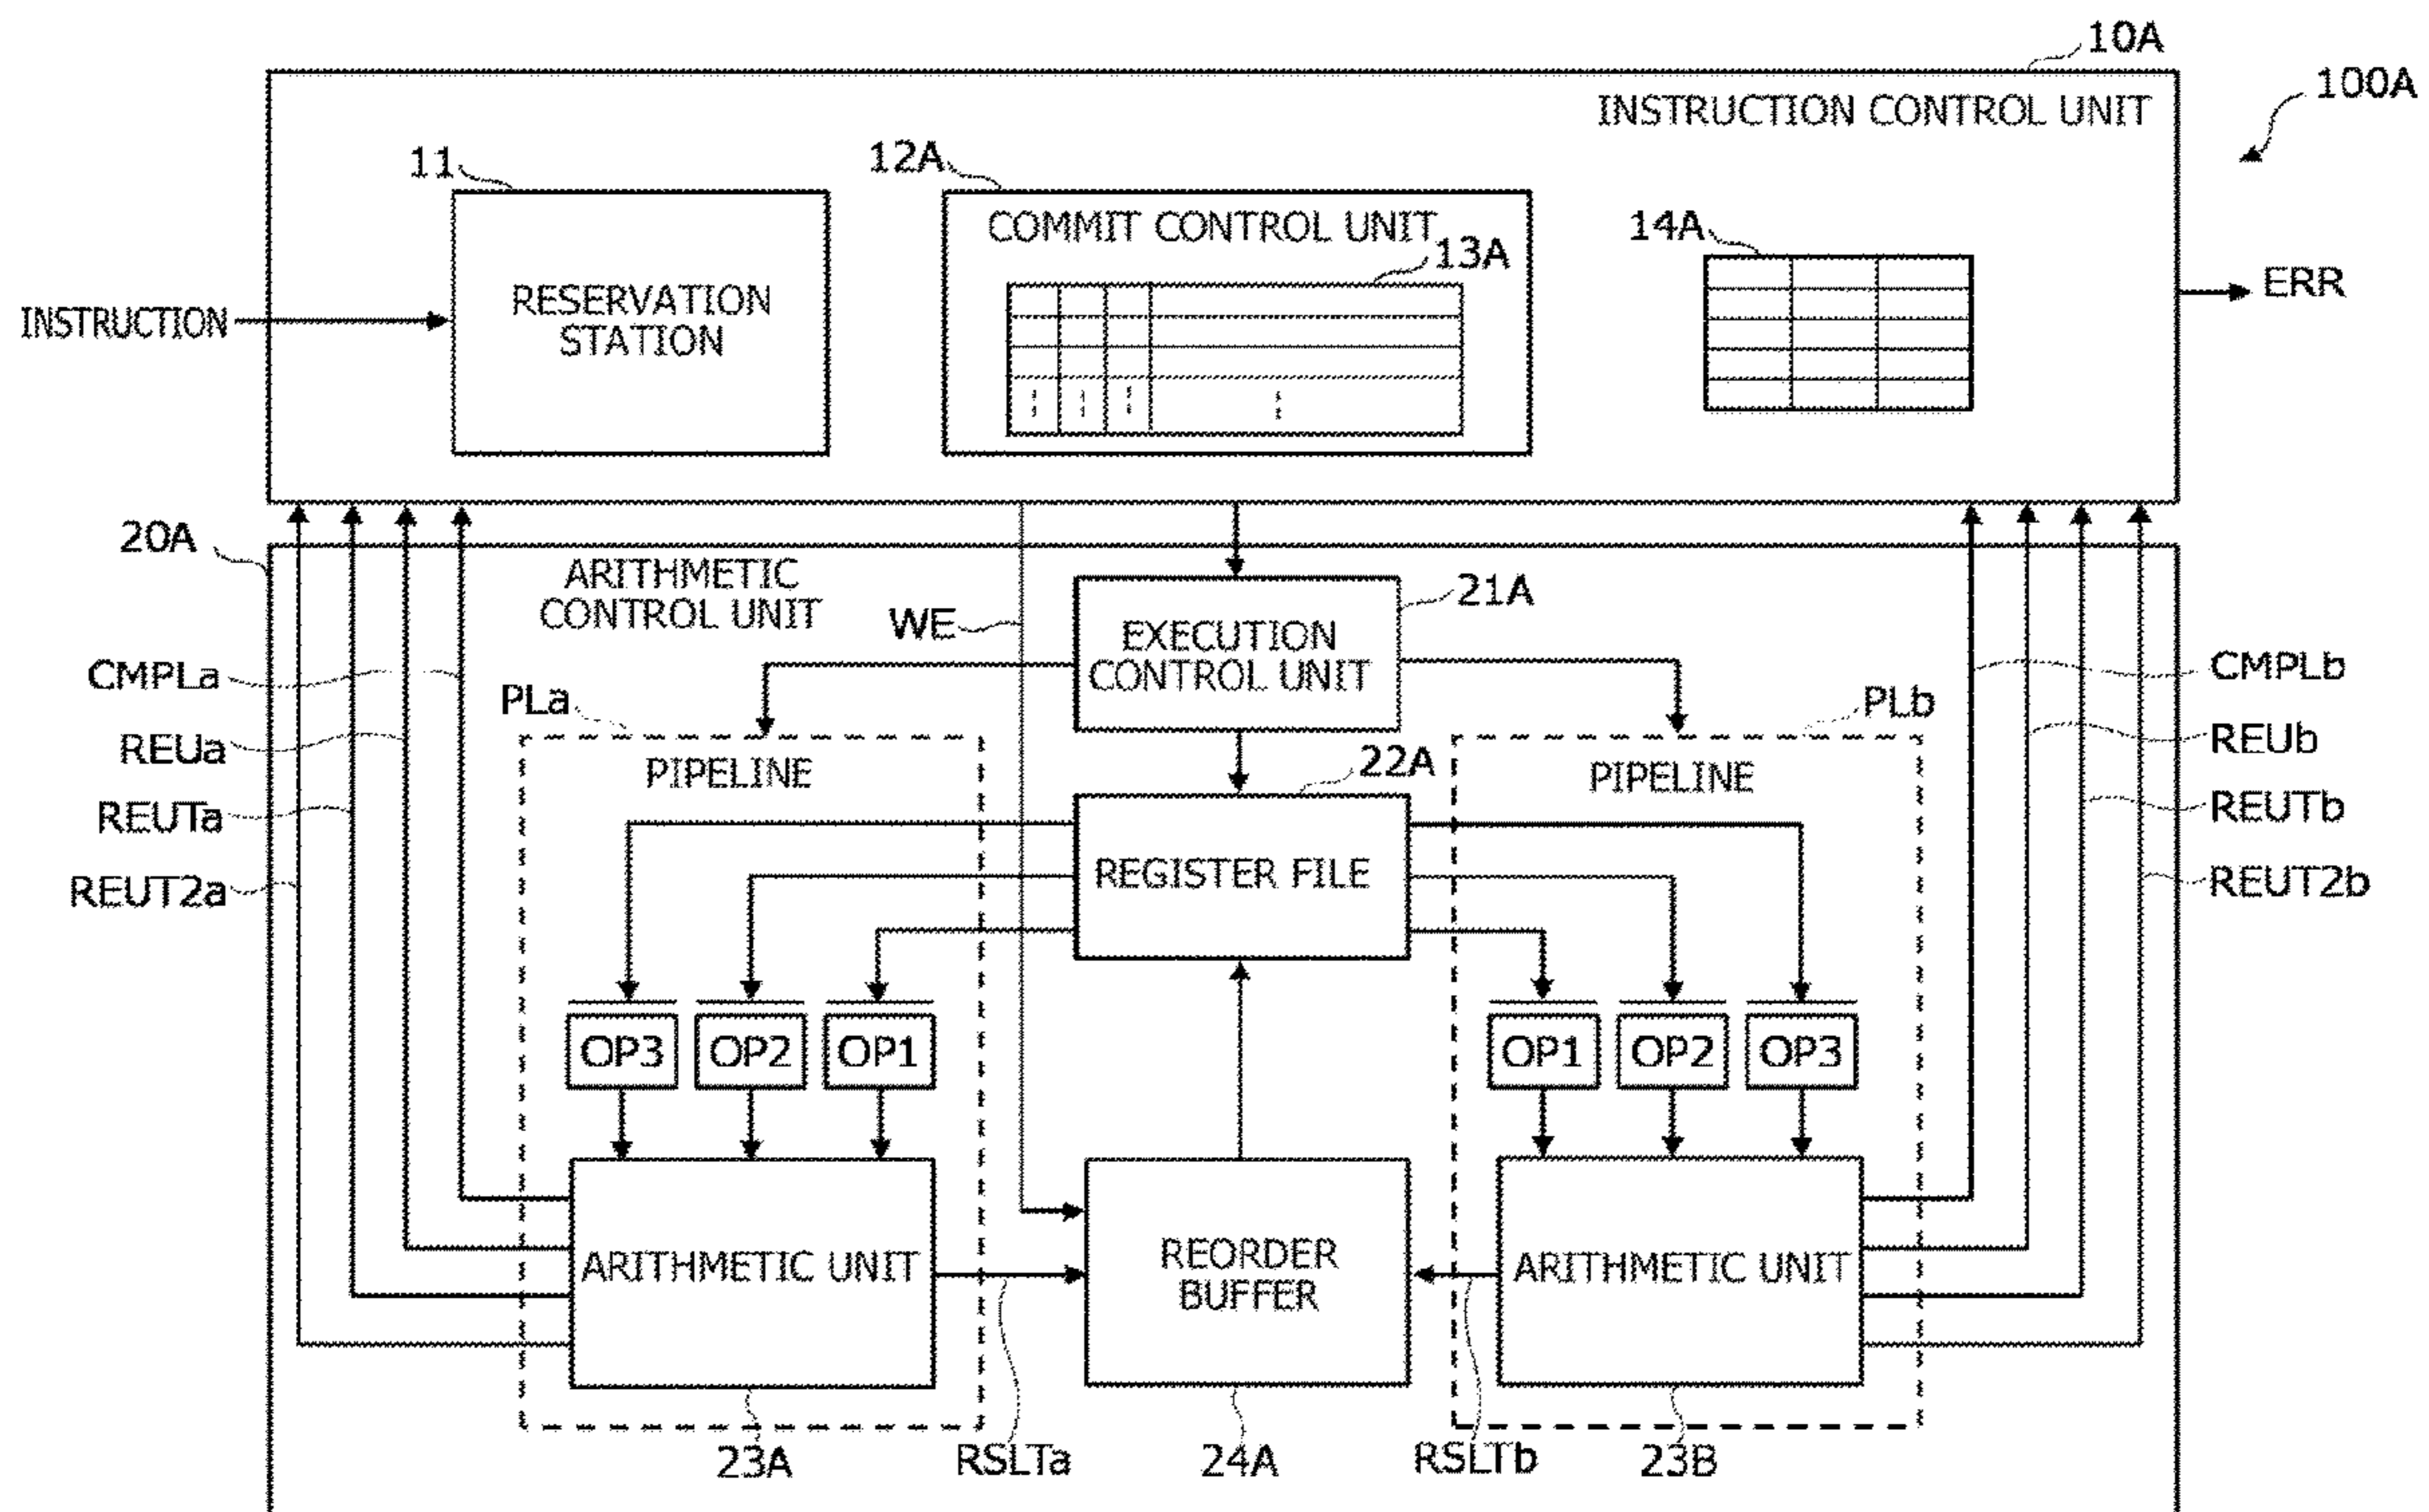 10A
100A
INSTRUCTION CONTROL UNIT
11
12A
COMMIT CONTROL UNIT
13A
14A
INSTRUCTION
RESERVATION
STATION
ERR
20A
ARITHMETIC
CONTROL UNIT
WE
21A
EXECUTION
CONTROL UNIT
CMPLa
CMPLb
PLa
PLb
REUa
REUb
PIPELINE
22A
PIPELINE
REUTa
REUTb
REGISTER FILE
REUT2a
REUT2b
OP3
OP2
OP1
OP1
OP2
OP3
ARITHMETIC UNIT
REORDER
BUFFER
ARITHMETIC UNIT
23A
RSLTa
24A
RSLTb
23B